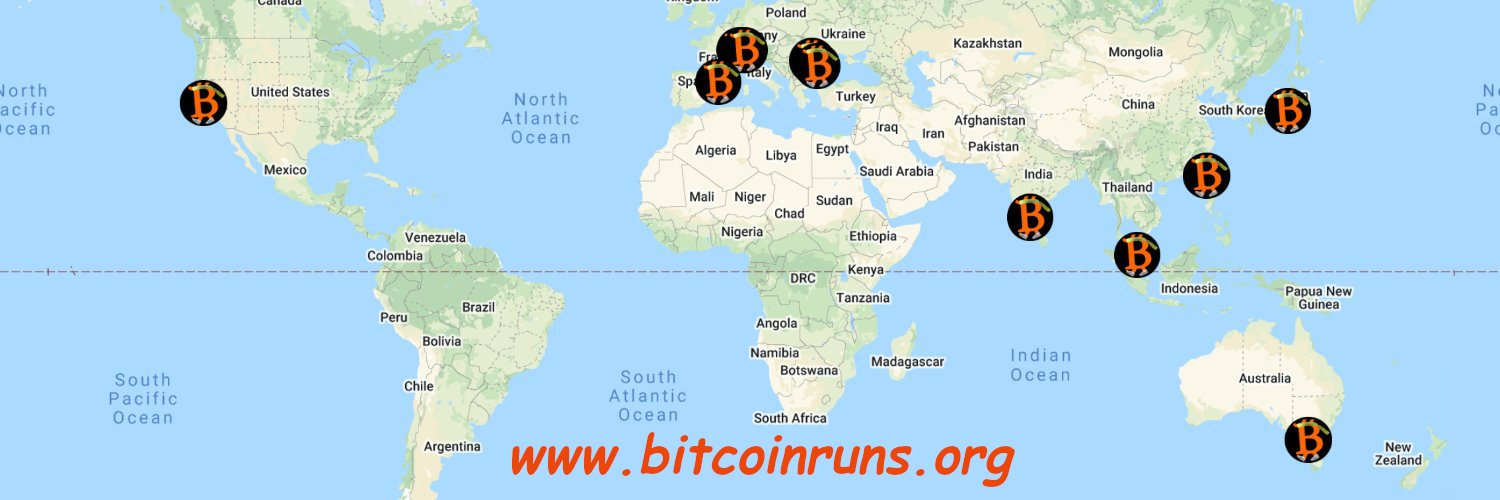 Canada
Kingdom
Poland
ny
Ukraine
Fra
Italy
Spa
Kazakhstan
Mongolia
United States
Turkey
China
South Kore
North
Pacific
Ocean
North
Atlantic
Ocean
Iraq
Iran
Afghanistan
Pakistan
Algeria
Libya
Egypt
Saudi Arabia
India
Thailand
Mexico
Mali
Niger
Chad
Sudan
Nigeria
Ethiopia
Venezuela
Colombia
DRC
Kenya
Tanzania
Indonesia
Papua New
Guinea
Peru
Brazil
Bolivia
Angola
Namibia
Botswana
Madagascar
Indian
Ocean
South
Pacific
Ocean
Chile
South
Atlantic
Ocean
South Africa
Australia
Argentina
New
Zealand
www.bitcoinruns.org